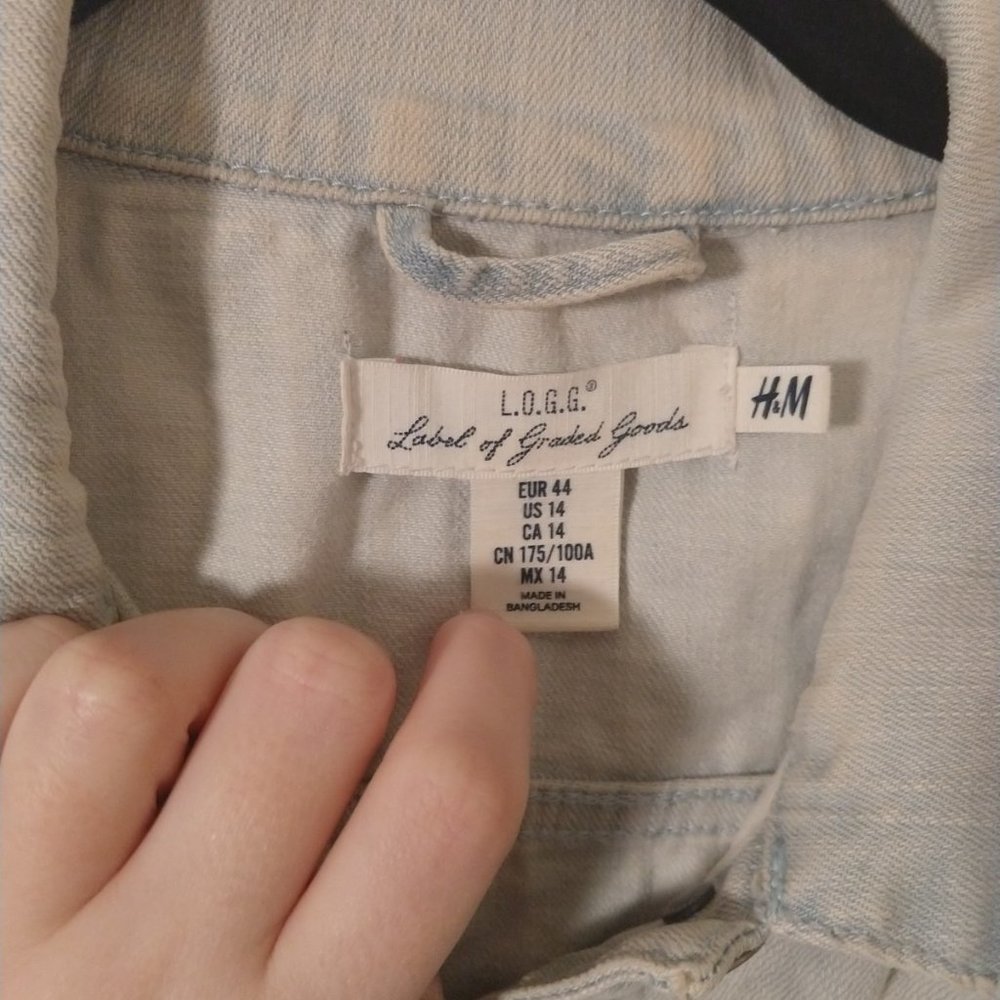 L.O.G.G.®
Label of Graded Goods
H&M
EUR 44
US 14
CA 14
CN 175/100A
MX 14
MADE IN
BANGLADESH